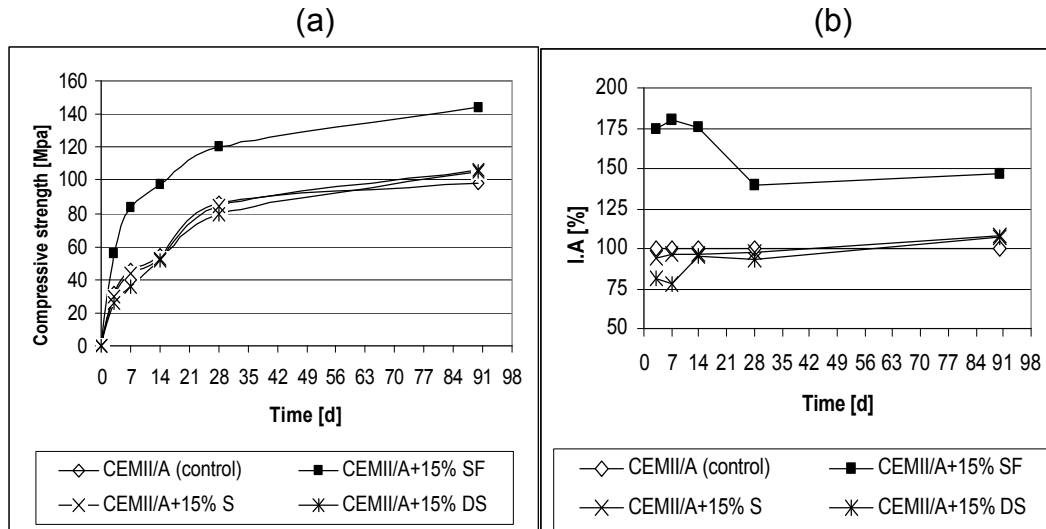 (a)
(b)
Compressive strength [Mpa]
160
140
120
100
80
60
40
20
0
0 7 14 21 28 35 42 49 56 63 70 77 84 91 98
Time [d]
CEMII/A (control)
CEMII/A+15% SF
CEMII/A+15% S
CEMII/A+15% DS
I.A [%]
200
175
150
125
100
75
50
0 7 14 21 28 35 42 49 56 63 70 77 84 91 98
Time [d]
CEMII/A (control)
CEMII/A+15% SF
CEMII/A+15% S
CEMII/A+15% DS